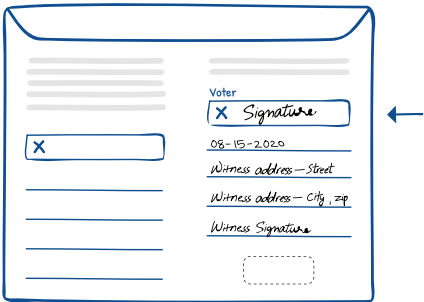 Voter
X Signature
X
08-15-2020
Witness address - Street
Witness address - City, zip
Witness Signature